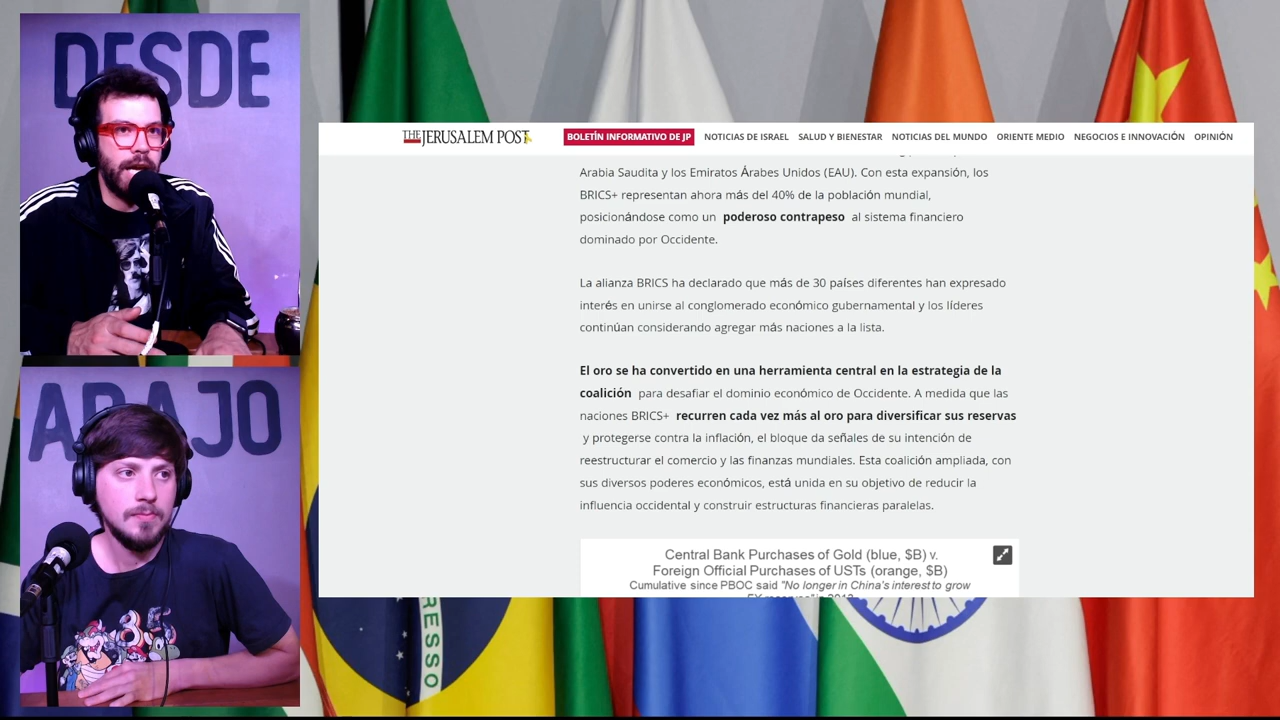 DESDE
ABAJO
THE JERUSALEM POST
BOLETÍN INFORMATIVO DE JP NOTICIAS DE ISRAEL SALUD Y BIENESTAR NOTICIAS DEL MUNDO ORIENTE MEDIO NEGOCIOS E INNOVACIÓN OPINIÓN
Arabia Saudita y los Emiratos Árabes Unidos (EAU). Con esta expansión, los
BRICS+ representan ahora más del 40% de la población mundial,
posicionándose como un poderoso contrapeso al sistema financiero
dominado por Occidente.
La alianza BRICS ha declarado que más de 30 países diferentes han expresado
interés en unirse al conglomerado económico gubernamental y los líderes
continúan considerando agregar más naciones a la lista.
El oro se ha convertido en una herramienta central en la estrategia de la
coalición para desafiar el dominio económico de Occidente. A medida que las
naciones BRICS+ recurren cada vez más al oro para diversificar sus reservas
y protegerse contra la inflación, el bloque da señales de su intención de
reestructurar el comercio y las finanzas mundiales. Esta coalición ampliada, con
sus diversos poderes económicos, está unida en su objetivo de reducir la
influencia occidental y construir estructuras financieras paralelas.
Central Bank Purchases of Gold (blue, $B) v.
Foreign Official Purchases of USTs (orange, $B)
Cumulative since PBOC said "No longer in China's interest to grow
RESSO